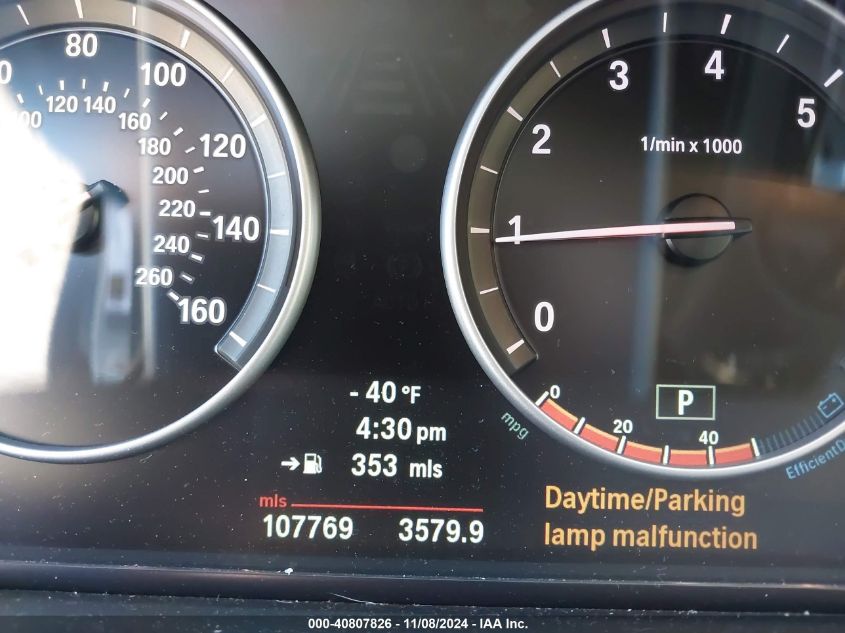 80
100
120
140
160
100
120
140
160
180
200
220
240
260
0
1
2
3
4
5
1/min x 1000
P
0
20
40
mpg
- 40 °F
4:30 pm
353 mls
mls
107769 3579.9
Daytime/Parking
lamp malfunction
000-40807826 - 11/08/2024 - IAA Inc.